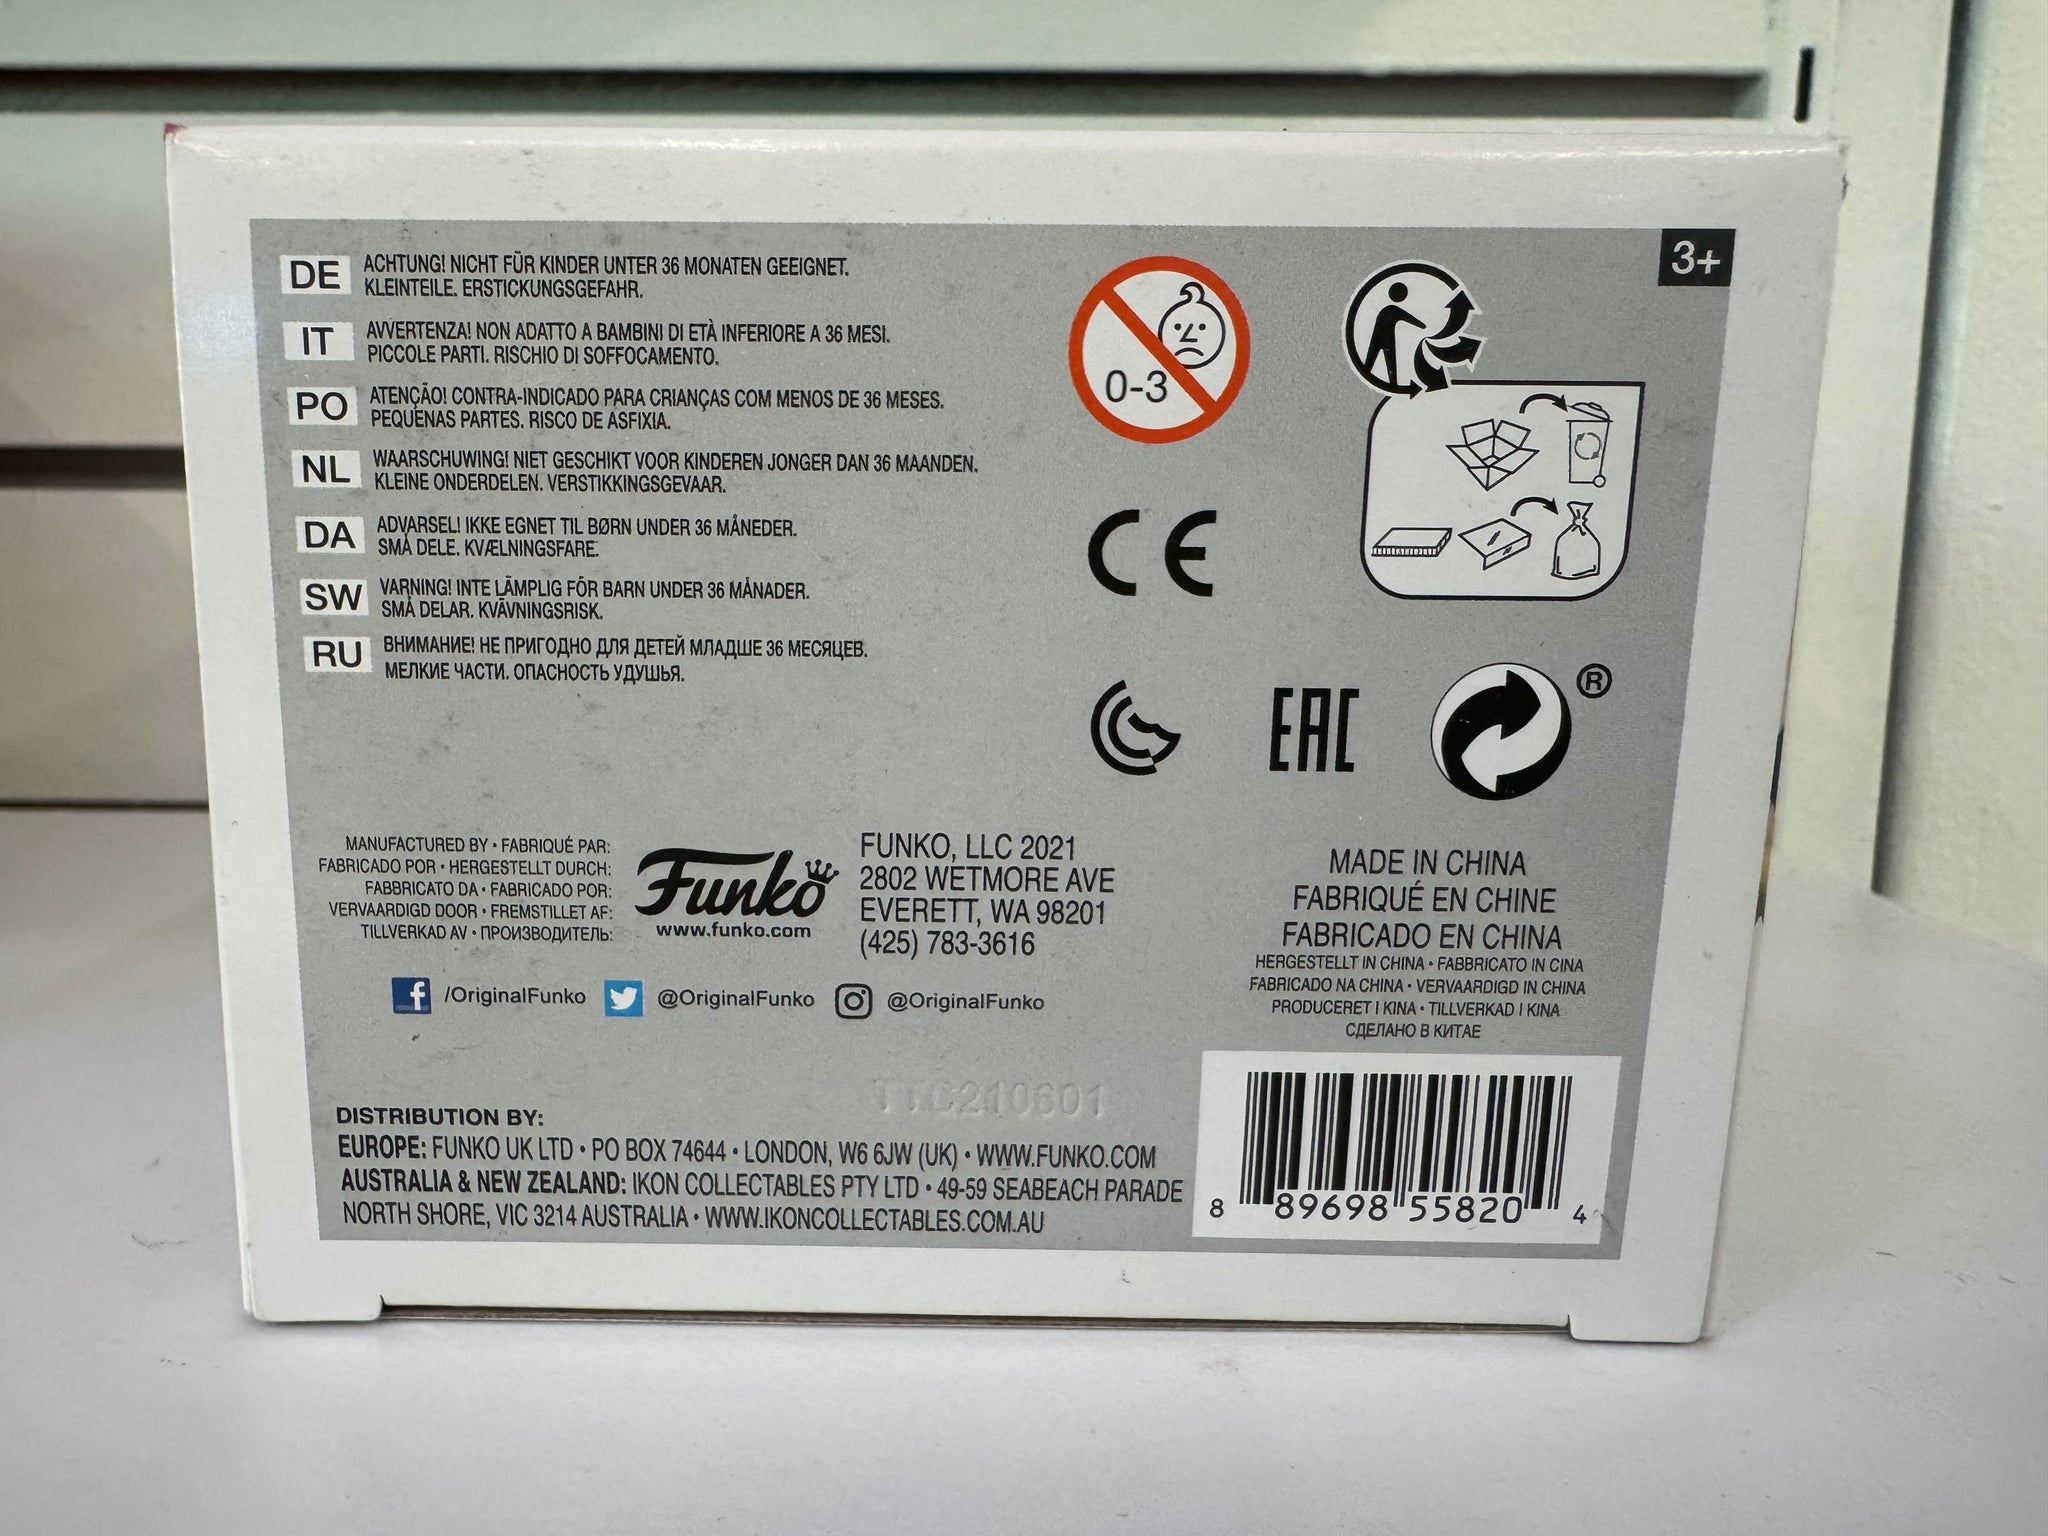 3+
DE
ACHTUNG! NICHT FÜR KINDER UNTER 36 MONATEN GEEIGNET.
KLEINTEILE. ERSTICKUNGSGEFAHR.
IT
AVVERTENZA! NON ADATTO A BAMBINI DI ETÀ INFERIORE A 36 MESI.
PICCOLE PARTI. RISCHIO DI SOFFOCAMENTO.
PO
ATENÇÃO! CONTRA-INDICADO PARA CRIANÇAS COM MENOS DE 36 MESES.
PEQUENAS PARTES. RISCO DE ASFIXIA.
NL
WAARSCHUWING! NIET GESCHIKT VOOR KINDEREN JONGER DAN 36 MAANDEN.
KLEINE ONDERDELEN. VERSTIKKINGSGEVAAR.
DA
ADVARSEL! IKKE EGNET TIL BØRN UNDER 36 MÅNEDER.
SMÅ DELE. KVÆLNINGSFARE.
SW
VARNING! INTE LÄMPLIG FÖR BARN UNDER 36 MÅNADER.
SMÅ DELAR. KVÄVNINGSRISK.
RU
ВНИМАНИЕ! НЕ ПРИГОДНО ДЛЯ ДЕТЕЙ МЛАДШЕ 36 МЕСЯЦЕВ.
МЕЛКИЕ ЧАСТИ. ОПАСНОСТЬ УДУШЬЯ.
0-3
CE
EAC
®
MANUFACTURED BY • FABRIQUÉ PAR:
FABRICADO POR • HERGESTELLT DURCH:
FABBRICATO DA • FABRICADO POR:
VERVAARDIGD DOOR • FREMSTILLET AF:
TILLVERKAD AV • ПРОИЗВОДИТЕЛЬ:
Funko
www.funko.com
FUNKO, LLC 2021
2802 WETMORE AVE
EVERETT, WA 98201
(425) 783-3616
/OriginalFunko @OriginalFunko @OriginalFunko
MADE IN CHINA
FABRIQUÉ EN CHINE
FABRICADO EN CHINA
HERGESTELLT IN CHINA • FABBRICATO IN CINA
FABRICADO NA CHINA • VERVAARDIGD IN CHINA
PRODUCERET I KINA • TILLVERKAD I KINA
СДЕЛАНО В КИТАЕ
TTC210601
DISTRIBUTION BY:
EUROPE: FUNKO UK LTD • PO BOX 74644 • LONDON, W6 6JW (UK) • WWW.FUNKO.COM
AUSTRALIA & NEW ZEALAND: IKON COLLECTABLES PTY LTD • 49-59 SEABEACH PARADE
NORTH SHORE, VIC 3214 AUSTRALIA • WWW.IKONCOLLECTABLES.COM.AU
8 89698 55820 4